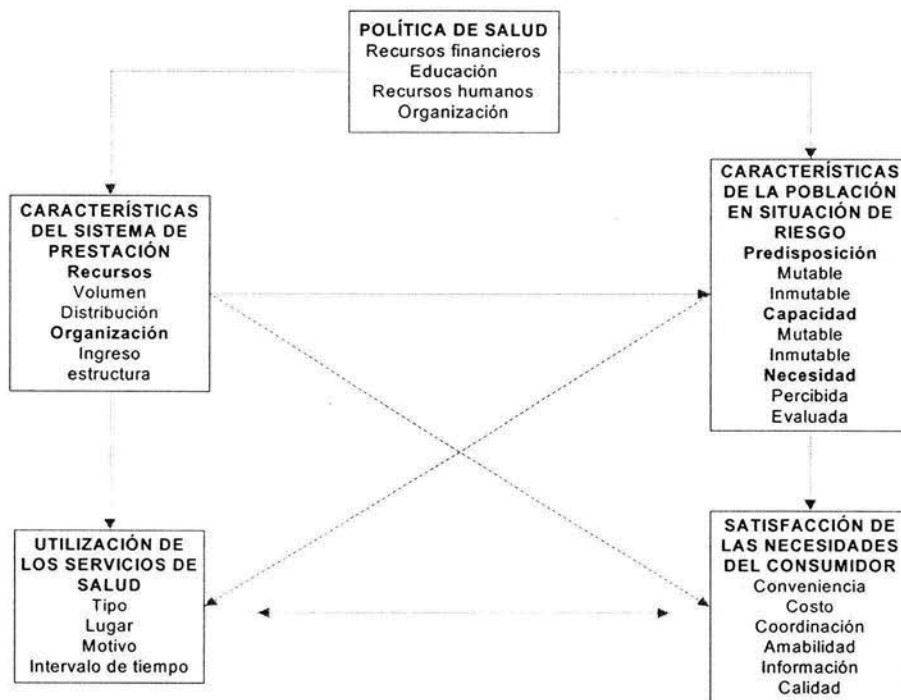 POLÍTICA DE SALUD
Recursos financieros
Educación
Recursos humanos
Organización
CARACTERÍSTICAS
DEL SISTEMA DE
PRESTACIÓN
Recursos
Volumen
Distribución
Organización
Ingreso
estructura
CARACTERÍSTICAS
DE LA POBLACIÓN
EN SITUACIÓN DE
RIESGO
Predisposición
Mutable
Inmutable
Capacidad
Mutable
Inmutable
Necesidad
Percibida
Evaluada
UTILIZACIÓN DE
LOS SERVICIOS DE
SALUD
Tipo
Lugar
Motivo
Intervalo de tiempo
SATISFACCIÓN DE
LAS NECESIDADES
DEL CONSUMIDOR
Conveniencia
Costo
Coordinación
Amabilidad
Información
Calidad